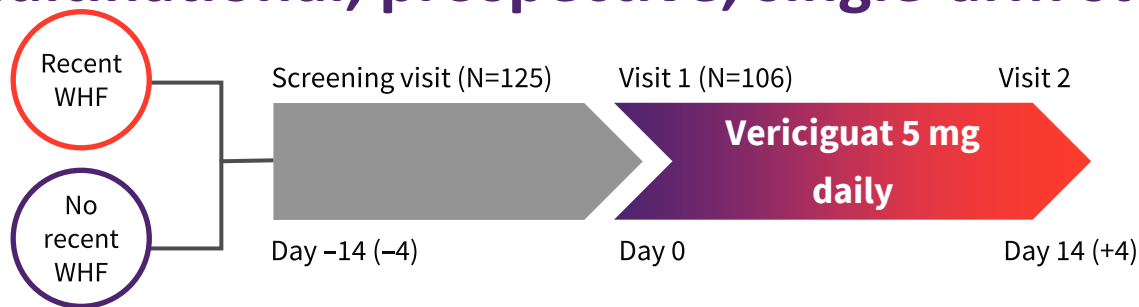 Recent
WHF
No
recent
WHF
Screening visit (N=125)
Visit 1 (N=106)
Visit 2
Vericiguat 5 mg
daily
Day –14 (–4)
Day 0
Day 14 (+4)